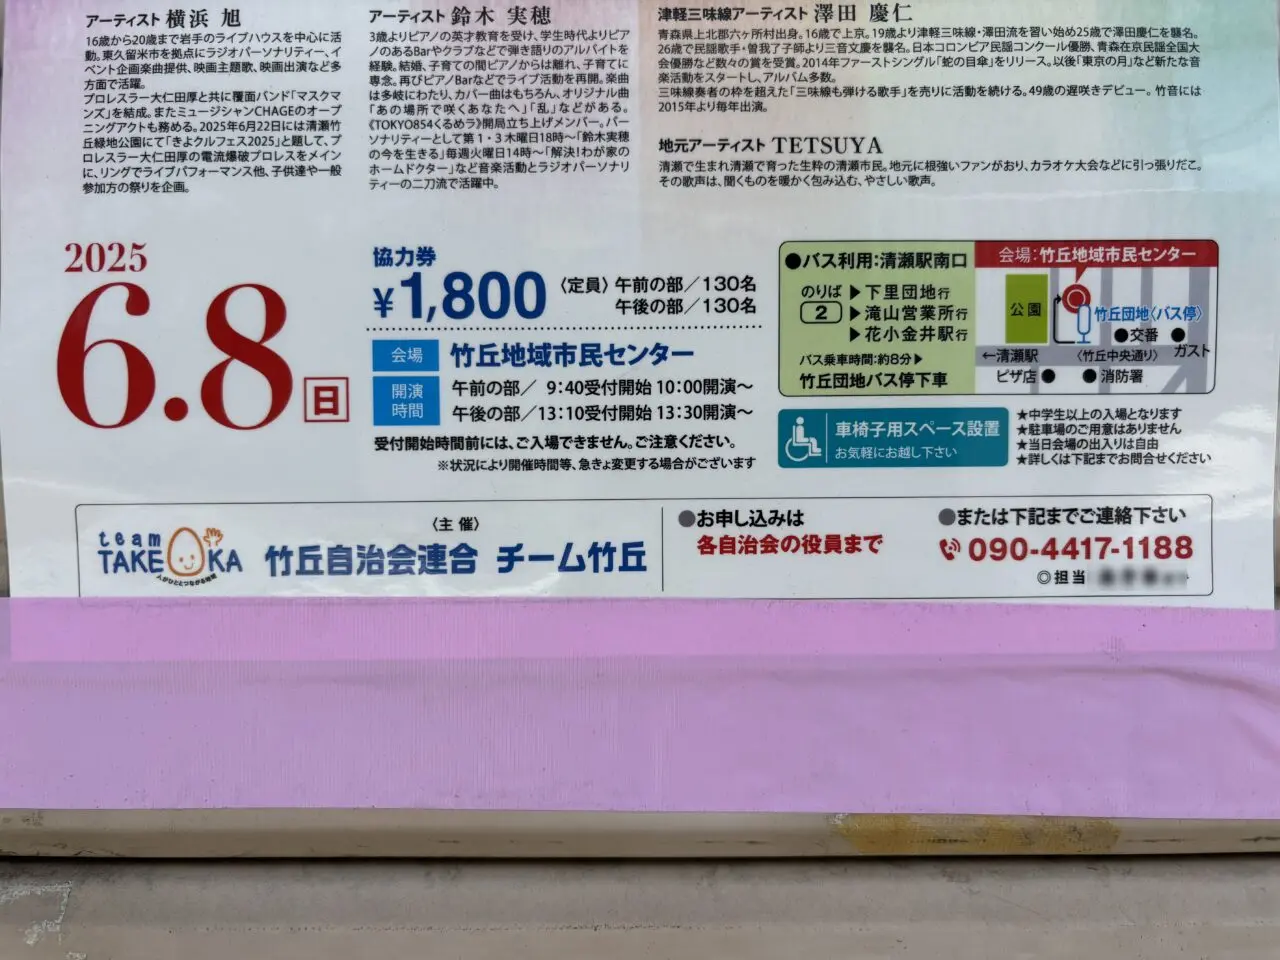 アーティスト 横浜 旭
16歳から20歳まで岩手のライブハウスを中心に活
動。東久留米市を拠点にラジオパーソナリティー、イ
ベント企画楽曲提供、映画主題歌、映画出演など多
方面で活躍。
プロレスラー大仁田厚と共に覆面バンド「マスクマ
ンズ」を結成。またミュージシャンCHAGEのオープ
ニングアクトも務める。2025年6月22日には清瀬竹
丘緑地公園にて「きよクルフェス2025」と題して、プ
ロレスラー大仁田厚の電流爆破プロレスをメイン
に、リングでライブパフォーマンス他、子供達や一般
参加方の祭りを企画。
アーティスト 鈴木 実穂
3歳よりピアノの英才教育を受け、学生時代よりピア
ノのあるBarやクラブなどで弾き語りのアルバイトを
経験。結婚、子育ての間ピアノからは離れ、子育てに
専念。再びピアノBarなどでライブ活動を再開。楽曲
は多岐にわたり、カバー曲はもちろん、オリジナル曲
「あの場所で咲くあなたへ」「乱」などがある。
《TOKYO854くるめラ》開局立ち上げメンバー。パー
ソナリティーとして第1・3木曜日18時～「鈴木実穂
の今を生きる」毎週火曜日14時～「解決!わが家の
ホームドクター」など音楽活動とラジオパーソナリ
ティーの二刀流で活躍中。
津軽三味線アーティスト 澤田 慶仁
青森県上北郡六ヶ所村出身。16歳で上京。19歳より津軽三味線・澤田流を習い始め25歳で澤田慶仁を襲名。
26歳で民謡歌手・曽我了子師より三音文慶を襲名。日本コロンビア民謡コンクール優勝、青森在京民謡全国大
会優勝など数々の賞を受賞。2014年ファーストシングル「蛇の目傘」をリリース。以後「東京の月」など新たな音
楽活動をスタートし、アルバム多数。
三味線奏者の枠を超えた「三味線も弾ける歌手」を売りに活動を続ける。49歳の遅咲きデビュー。竹音には
2015年より毎年出演。
地元アーティスト TETSUYA
清瀬で生まれ清瀬で育った生粋の清瀬市民。地元に根強いファンがおり、カラオケ大会などに引っ張りだこ。
その歌声は、聞くものを暖かく包み込む、やさしい歌声。
2025
6.8 日
協力券
¥1,800
〈定員〉午前の部／130名
午後の部／130名
会場 竹丘地域市民センター
開演時間
午前の部／ 9:40受付開始 10:00開演～
午後の部／13:10受付開始 13:30開演～
受付開始時間前には、ご入場できません。ご注意ください。
※状況により開催時間等、急きょ変更する場合がございます
●バス利用:清瀬駅南口
のりば
2
▶下里団地行
▶滝山営業所行
▶花小金井駅行
バス乗車時間:約8分▶
竹丘団地バス停下車
会場:竹丘地域市民センター
公園
竹丘団地〈バス停〉
●交番
ガスト
←清瀬駅
〈竹丘中央通り〉
ピザ店●
●消防署
車椅子用スペース設置
お気軽にお越し下さい
★中学生以上の入場となります
★駐車場のご用意はありません
★当日会場の出入りは自由
★詳しくは下記までお問合せください
team
TAKEOKA
人がひととつながる時間
〈主 催〉
竹丘自治会連合 チーム竹丘
●お申し込みは
各自治会の役員まで
●または下記までご連絡下さい
090-4417-1188
◎担当